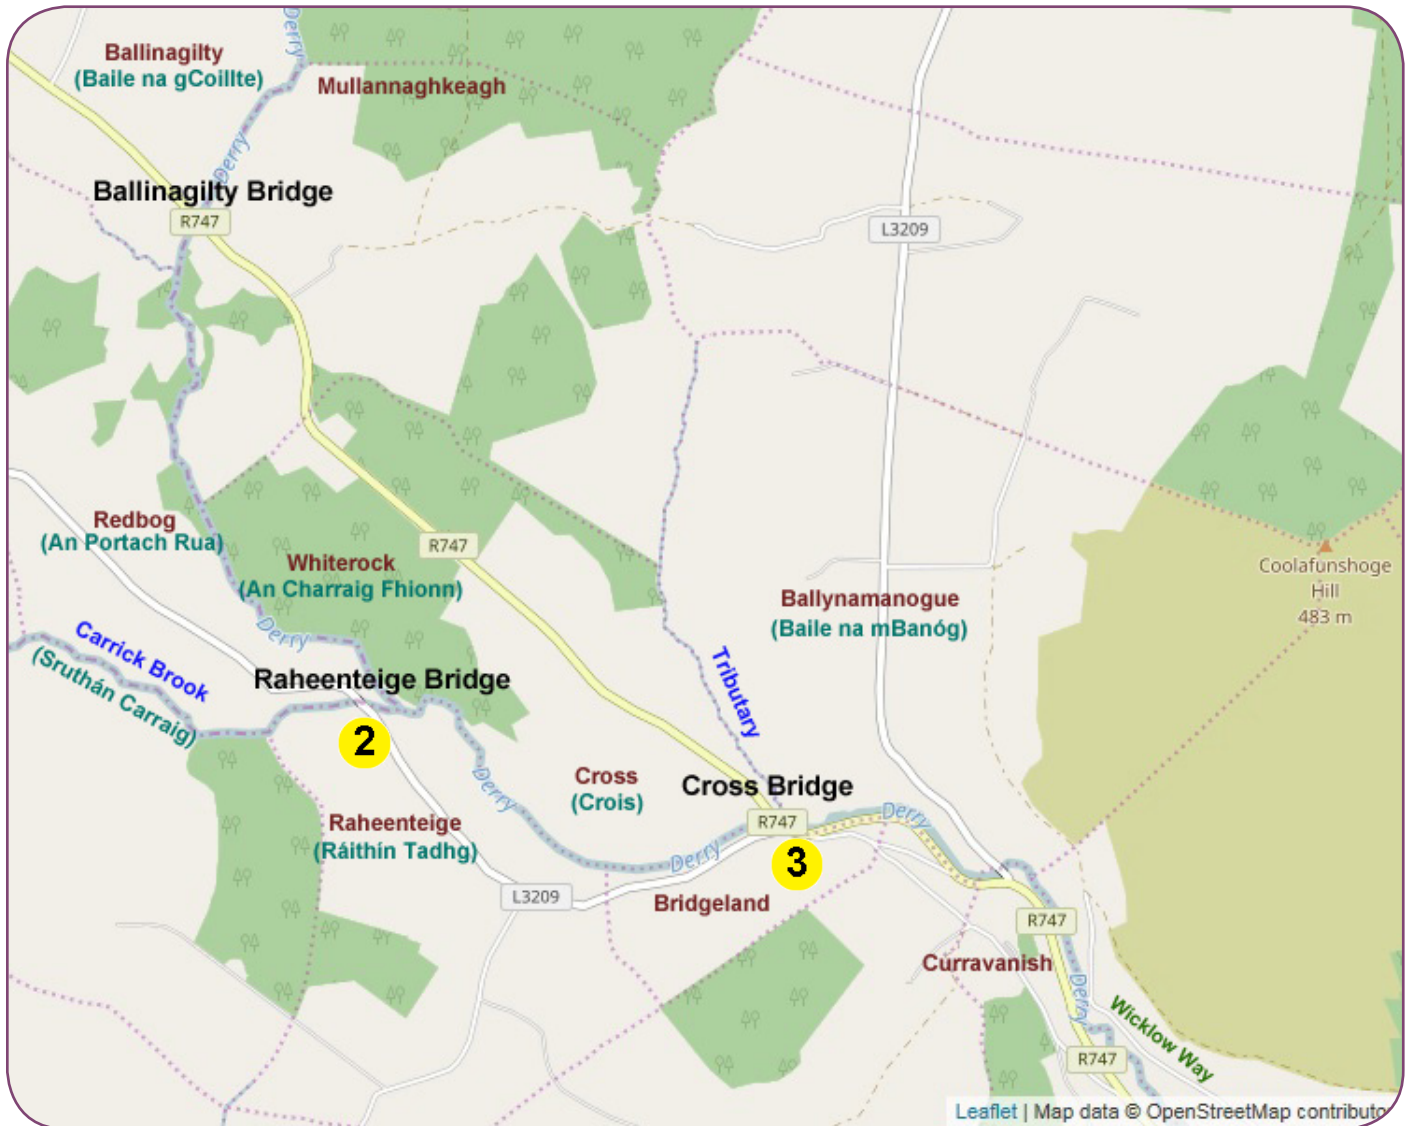 Derry
Ballinagilty
(Baile na gCoillte)
Mullannaghkeagh
Derry
Ballinagilty Bridge
R747
L3209
Redbog
(An Portach Rua)
R747
Whiterock
(An Charraig Fhionn)
Coolafunshoge
Hill
483 m
Ballynamanogue
(Baile na mBanóg)
Derry
Carrick Brook
(Sruthán Carraig)
Raheenteige Bridge
Tributary
2
Derry
Cross
(Crois)
Cross Bridge
R747
Derry
Raheenteige
(Ráithín Tadhg)
Derry
3
L3209
Bridgeland
R747
Curravanish
Derry
Wicklow Way
R747
Leaflet | Map data © OpenStreetMap contributo